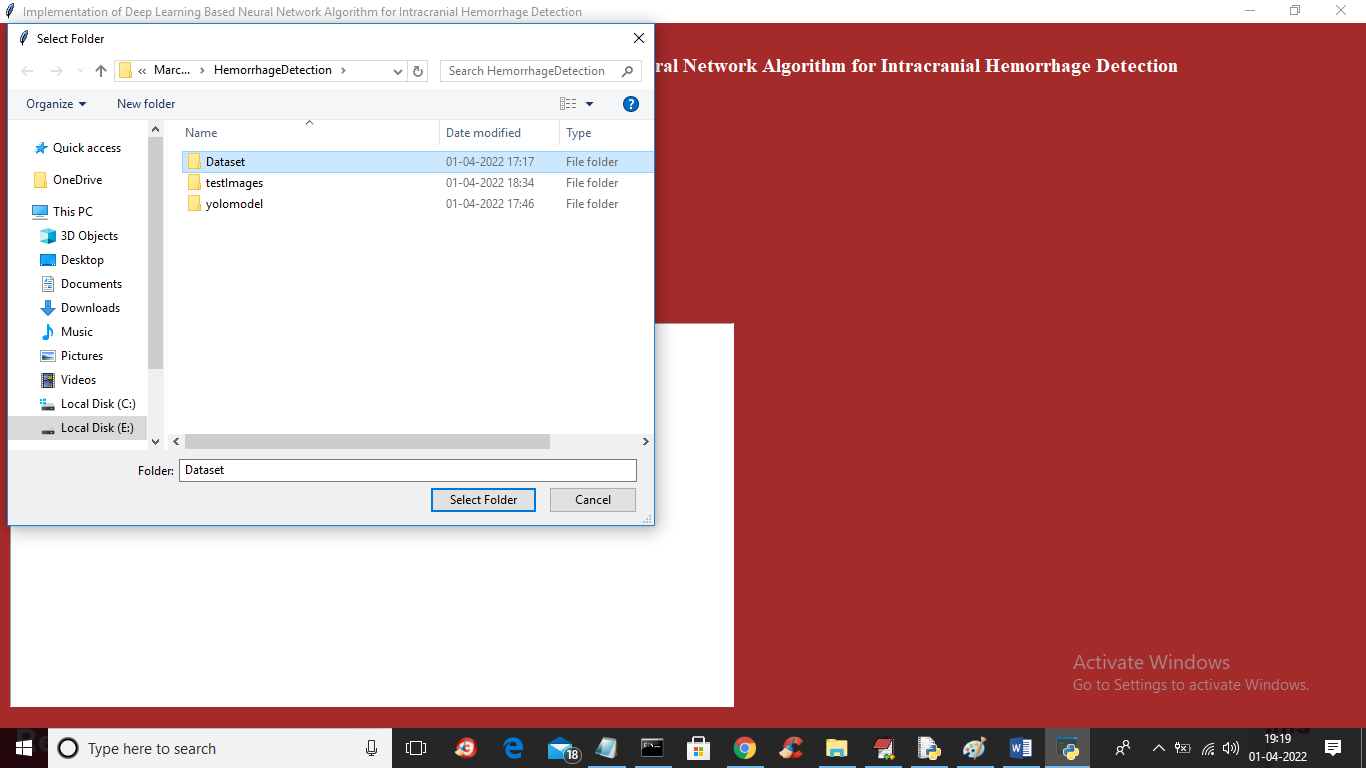 Implementation of Deep Learning Based Neural Network Algorithm for Intracranial Hemorrhage Detection
Select Folder
ral Network Algorithm for Intracranial Hemorrhage Detection
« Marc... › HemorrhageDetection ›
Search HemorrhageDetection
Organize
New folder
?
Name Date modified Type
Quick access
OneDrive
This PC
3D Objects
Desktop
Documents
Downloads
Music
Pictures
Videos
Local Disk (C:)
Local Disk (E:)
Dataset 01-04-2022 17:17 File folder
testImages 01-04-2022 18:34 File folder
yolomodel 01-04-2022 17:46 File folder
Folder: Dataset
Select Folder
Cancel
Activate Windows
Go to Settings to activate Windows.
Type here to search
18
19:19
01-04-2022